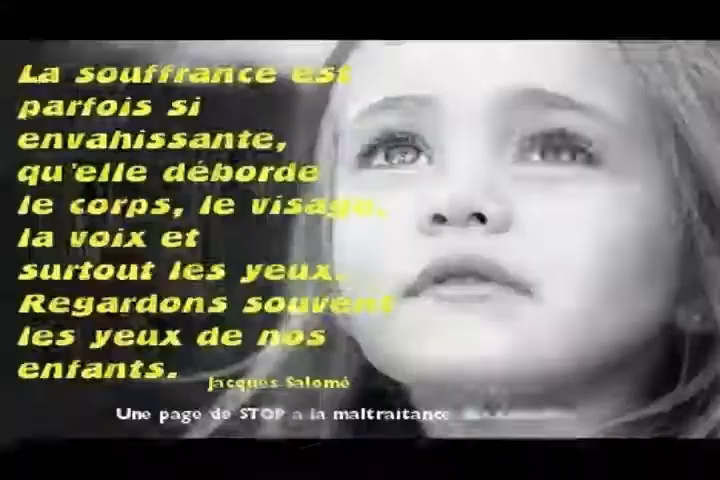 La souffrance est
parfois si
envahissante,
qu'elle déborde
le corps, le visage,
la voix et
surtout les yeux.
Regardons souvent
les yeux de nos
enfants.
Jacques Salomé
Une page de STOP a la maltraitance